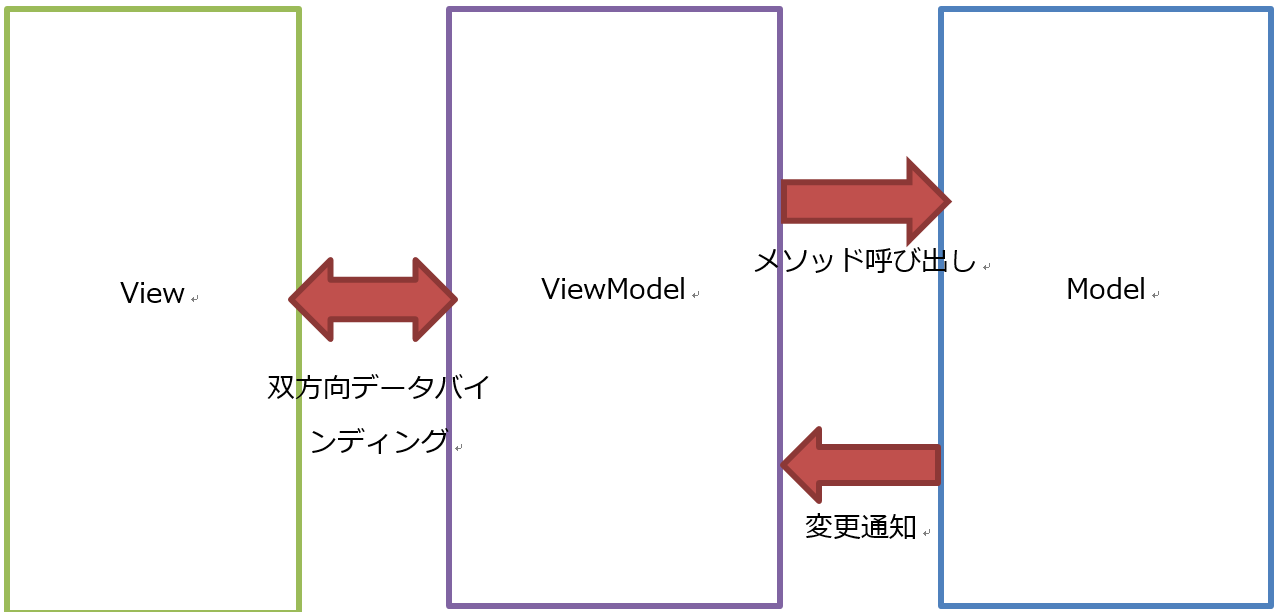 View
双方向データバイ
ンディング
ViewModel
メソッド呼び出し
変更通知
Model